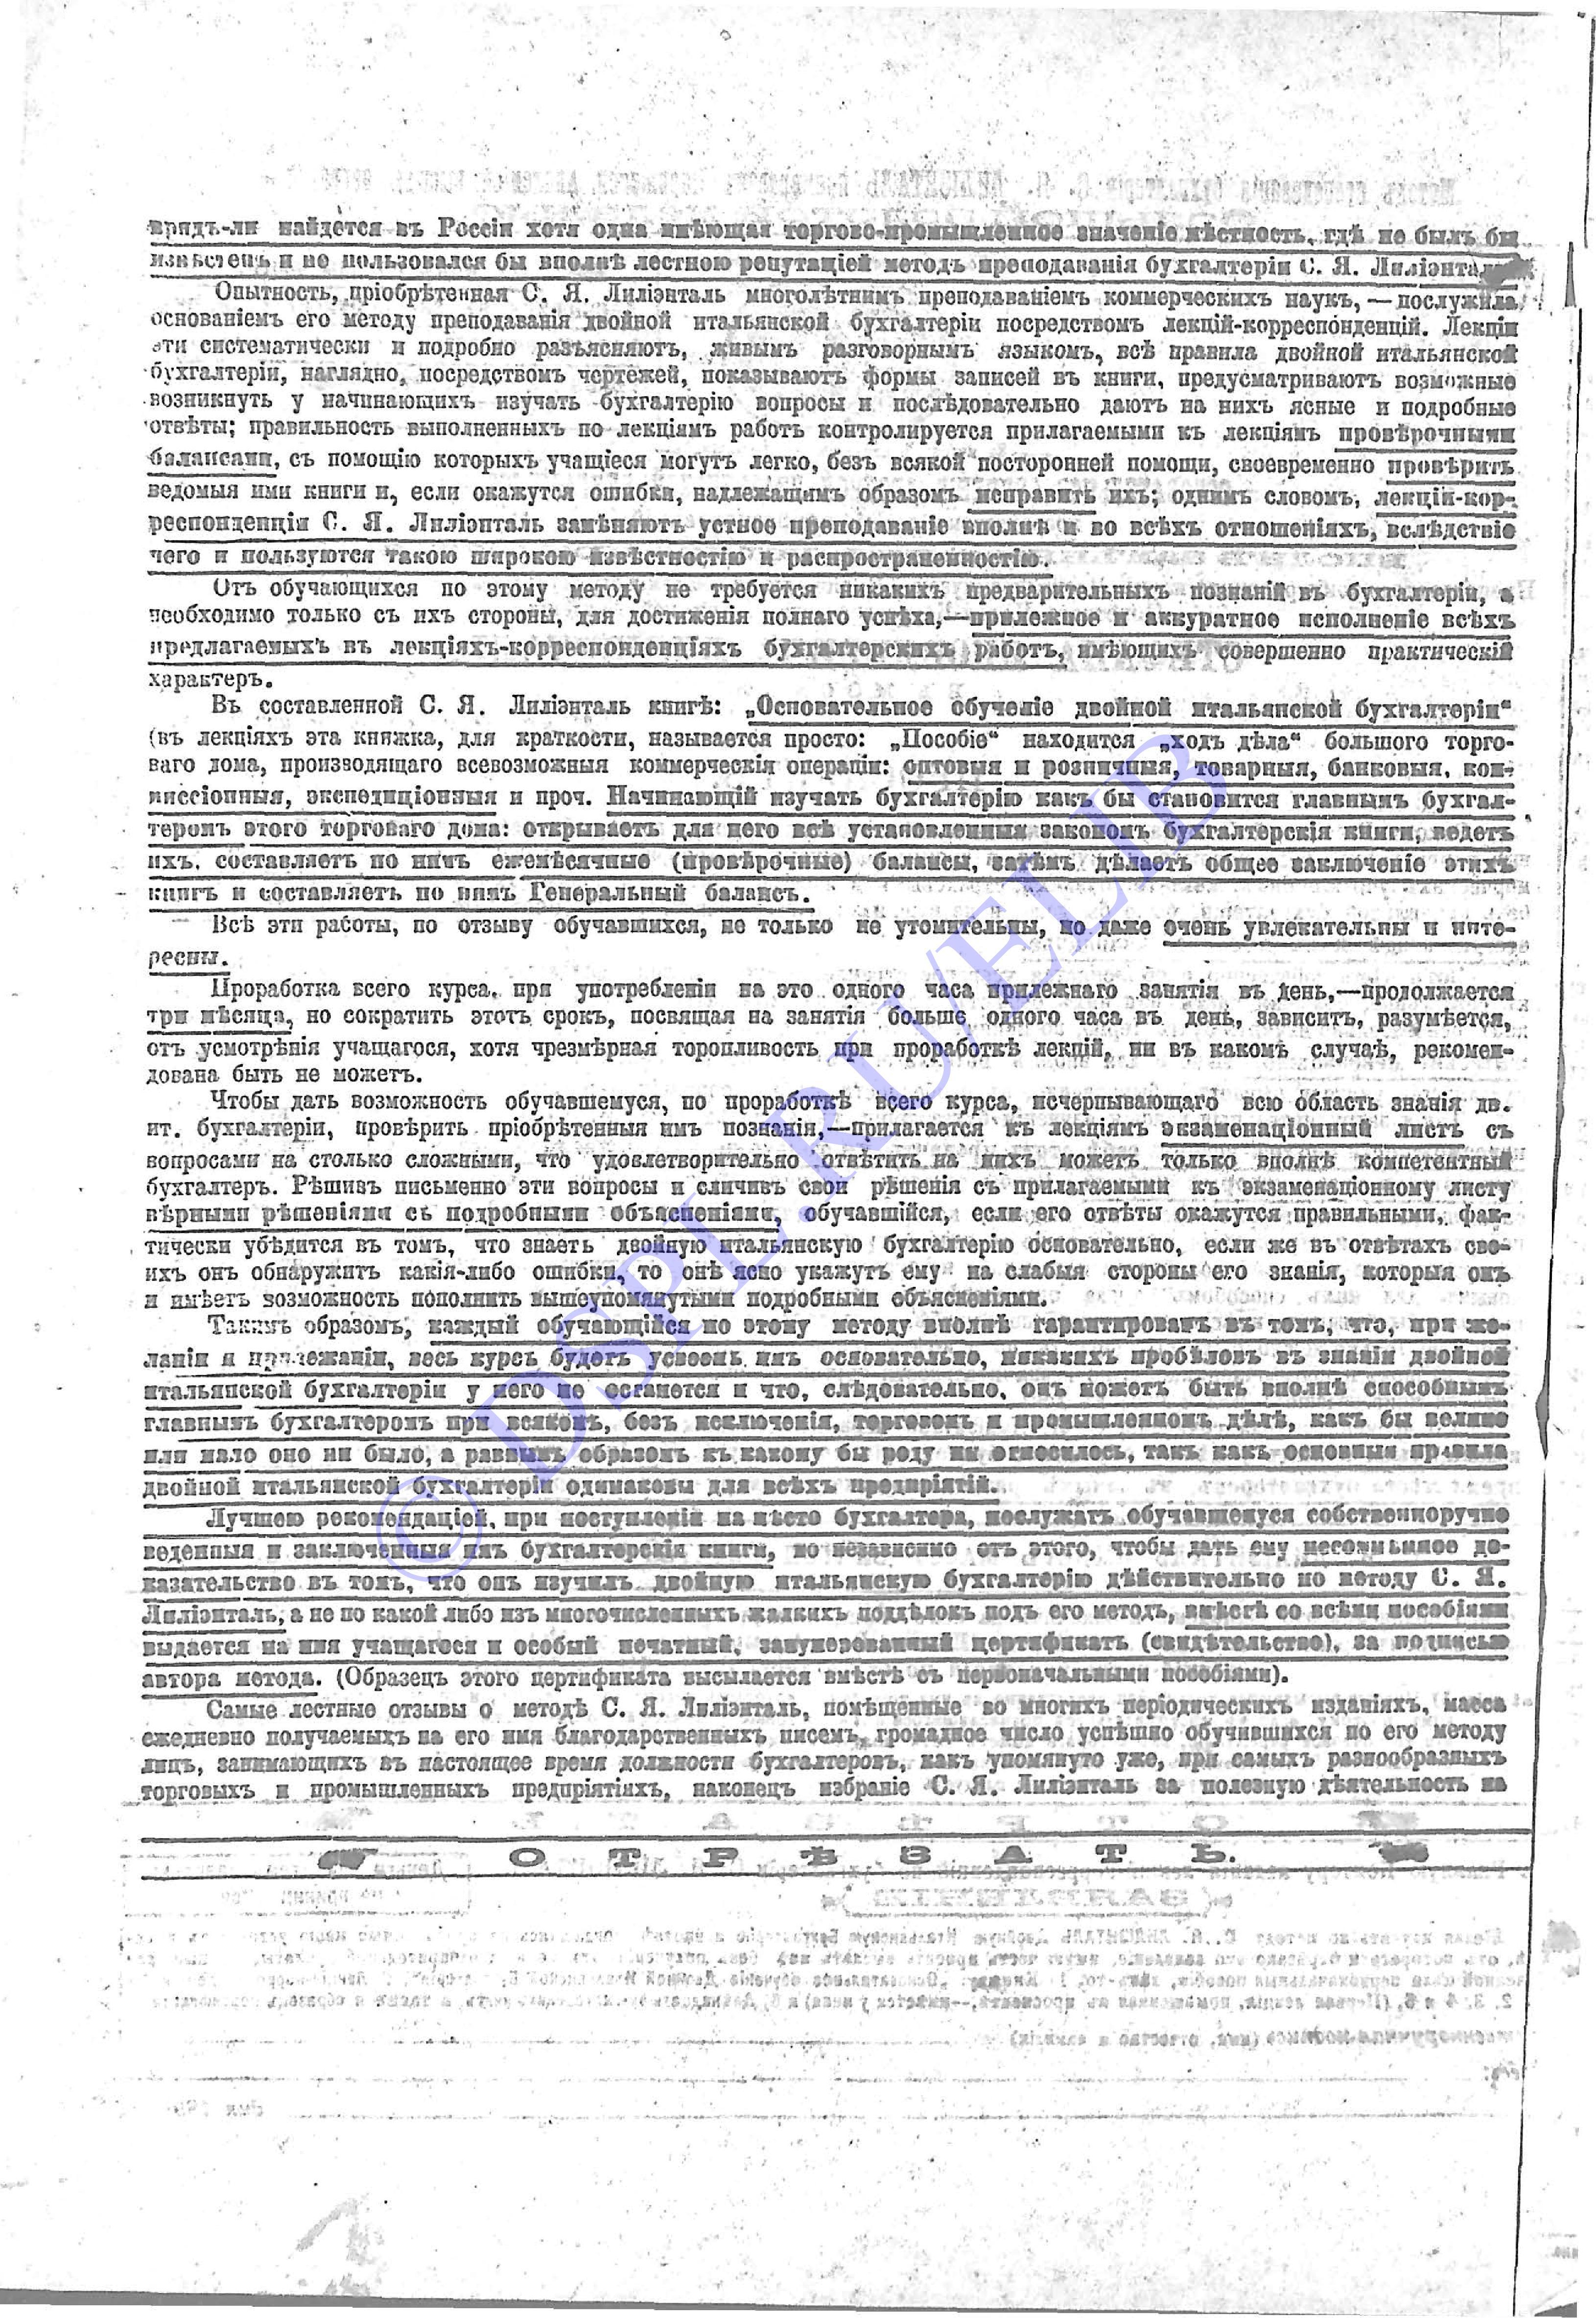 врядъ-ли найдется въ Россіи хотя одна имѣющая торгово-промышленное значеніе мѣстность, гдѣ не былъ бы
извѣстенъ и не пользовался бы вполнѣ лестною репутаціей методъ преподаванія бухгалтеріи С. Я. Лиліэнталь
Опытность, пріобрѣтенная С. Я. Лиліэнталь многолѣтнимъ преподаваніемъ коммерческихъ наукъ, — послужила
основаніемъ его методу преподаванія двойной итальянской бухгалтеріи посредствомъ лекцій-корреспонденцій. Лекціи
эти систематически и подробно разъясняютъ, живымъ разговорнымъ языкомъ, всѣ правила двойной итальянской
бухгалтеріи, наглядно, посредствомъ чертежей, показываютъ формы записей въ книги, предусматриваютъ возможные
возникнуть у начинающихъ изучать бухгалтерію вопросы и послѣдовательно даютъ на нихъ ясные и подробные
отвѣты; правильность выполненныхъ по лекціямъ работъ контролируется прилагаемыми къ лекціямъ провѣрочными
балансами, съ помощію которыхъ учащіеся могутъ легко, безъ всякой посторонней помощи, своевременно провѣрить
ведомыя ими книги и, если окажутся ошибки, надлежащимъ образомъ исправить ихъ; однимъ словомъ, лекцій-кор-
респонденціи С. Я. Лиліэнталь замѣняютъ устное преподаваніе вполнѣ и во всѣхъ отношеніяхъ, вслѣдствіе
чего и пользуются такою широкою извѣстностію и распространенностію.
Отъ обучающихся по этому методу не требуется никакихъ предварительныхъ познаній въ бухгалтеріи, а
необходимо только съ ихъ стороны, для достиженія полнаго успѣха,—прилежное и аккуратное исполненіе всѣхъ
предлагаемыхъ въ лекціяхъ-корреспонденціяхъ бухгалтерскихъ работъ, имѣющихъ совершенно практическій
характеръ.
Въ составленной С. Я. Лиліэнталь книгѣ: „Основательное обученіе двойной итальянской бухгалтеріи“
(въ лекціяхъ эта книжка, для краткости, называется просто: „Пособіе“ находится „ходъ дѣла“ большого торго-
ваго дома, производящаго всевозможныя коммерческія операціи: оптовыя и розничныя, товарныя, банковыя, ком-
миссіонныя, экспедиціонныя и проч. Начинающій изучать бухгалтерію какъ бы становится главнымъ бухгал-
теромъ этого торговаго дома: открываетъ для него всѣ установленныя закономъ бухгалтерскія книги, ведетъ
ихъ, составляетъ по нимъ ежемѣсячные (провѣрочные) балансы, затѣмъ дѣлаетъ общее заключеніе этихъ
книгъ и составляетъ по нимъ Генеральный балансъ.
Всѣ эти работы, по отзыву обучавшихся, не только не утомительны, но даже очень увлекательны и инте-
ресны.
Проработка всего курса, при употребленіи на это одного часа прилежнаго занятія въ день,—продолжается
три мѣсяца, но сократить этотъ срокъ, посвящая на занятія больше одного часа въ день, зависитъ, разумѣется,
отъ усмотрѣнія учащагося, хотя чрезмѣрная торопливость при проработкѣ лекцій, ни въ какомъ случаѣ, рекомен-
дована быть не можетъ.
Чтобы дать возможность обучавшемуся, по проработкѣ всего курса, исчерпывающаго всю область знанія дв.
ит. бухгалтеріи, провѣрить пріобрѣтенныя имъ познанія,—прилагается къ лекціямъ экзаменаціонный листъ съ
вопросами на столько сложными, что удовлетворительно отвѣтить на нихъ можетъ только вполнѣ компетентный
бухгалтеръ. Рѣшивъ письменно эти вопросы и сличивъ свои рѣшенія съ прилагаемыми къ экзаменаціонному листу
вѣрными рѣшеніями съ подробными объясненіями, обучавшійся, если его отвѣты окажутся правильными, фак-
тически убѣдится въ томъ, что знаетъ двойную итальянскую бухгалтерію основательно, если же въ отвѣтахъ сво-
ихъ онъ обнаружитъ какія-либо ошибки, то онѣ ясно укажутъ ему на слабыя стороны его знанія, которыя онъ
и имѣетъ возможность пополнить вышеупомянутыми подробными объясненіями.
Такимъ образомъ, каждый обучающійся по этому методу вполнѣ гарантированъ въ томъ, что, при же-
ланіи и прилежаніи, весь курсъ будетъ усвоенъ имъ основательно, никакихъ пробѣловъ въ знаніи двойной
итальянской бухгалтеріи у него не останется и что, слѣдовательно, онъ можетъ быть вполнѣ способнымъ
главнымъ бухгалтеромъ при всякомъ, безъ исключенія, торговомъ и промышленномъ дѣлѣ, какъ бы велико
или мало оно ни было, а равнымъ образомъ къ какому бы роду ни относилось, такъ какъ основныя правила
двойной итальянской бухгалтеріи одинаковы для всѣхъ предпріятій.
Лучшею рекомендаціей, при поступленіи на мѣсто бухгалтера, послужатъ обучавшемуся собственноручно
веденныя и заключенныя имъ бухгалтерскія книги, но независимо отъ этого, чтобы дать ему несомнѣнное до-
казательство въ томъ, что онъ изучилъ двойную итальянскую бухгалтерію дѣйствительно по методу С. Я.
Лиліэнталь, а не по какой либо изъ многочисленныхъ жалкихъ поддѣлокъ подъ его методъ, вмѣстѣ со всѣми пособіями
выдается на имя учащагося и особый печатный, занумерованный цертификатъ (свидѣтельство), за подписью
автора метода. (Образецъ этого цертификата высылается вмѣстѣ съ первоначальными пособіями).
Самые лестные отзывы о методѣ С. Я. Лиліэнталь, помѣщенные во многихъ періодическихъ изданіяхъ, масса
ежедневно получаемыхъ на его имя благодарственныхъ писемъ, громадное число успѣшно обучившихся по его методу
лицъ, занимающихъ въ настоящее время должности бухгалтеровъ, какъ упомянуто уже, при самыхъ разнообразныхъ
торговыхъ и промышленныхъ предпріятіяхъ, наконецъ избраніе С. Я. Лиліэнталь за полезную дѣятельность на
ОТРѢЗАТЬ.
© DSPL.RU/ELIB